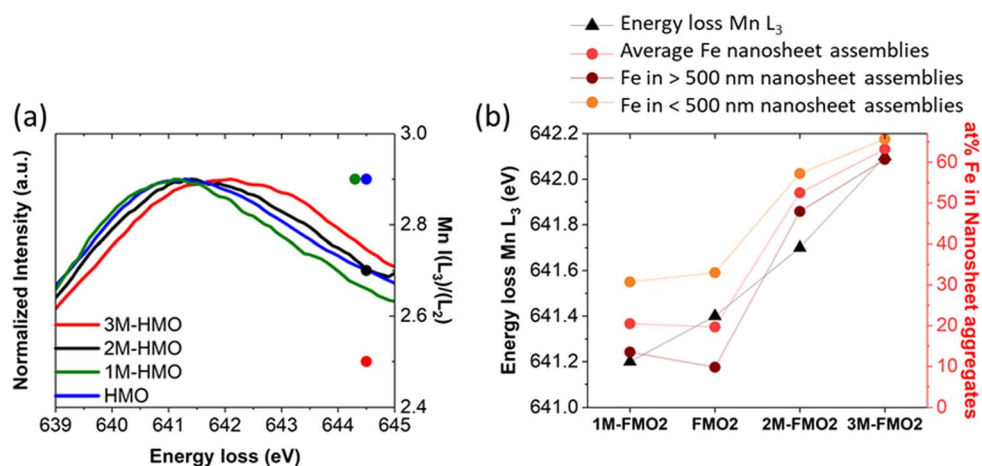 Energy loss Mn L₃
Average Fe nanosheet assemblies
Fe in > 500 nm nanosheet assemblies
Fe in < 500 nm nanosheet assemblies
(a)
Normalized Intensity (a.u.)
3M-HMO
2M-HMO
1M-HMO
HMO
639 640 641 642 643 644 645
Energy loss (eV)
3.0
2.8
2.6
2.4
Mn I(L₃)/(L₂)
(b)
Energy loss Mn L₃ (eV)
642.2
642.0
641.8
641.6
641.4
641.2
641.0
1M-FMO2 FMO2 2M-FMO2 3M-FMO2
60
50
40
30
20
10
0
at% Fe in Nanosheet aggregates